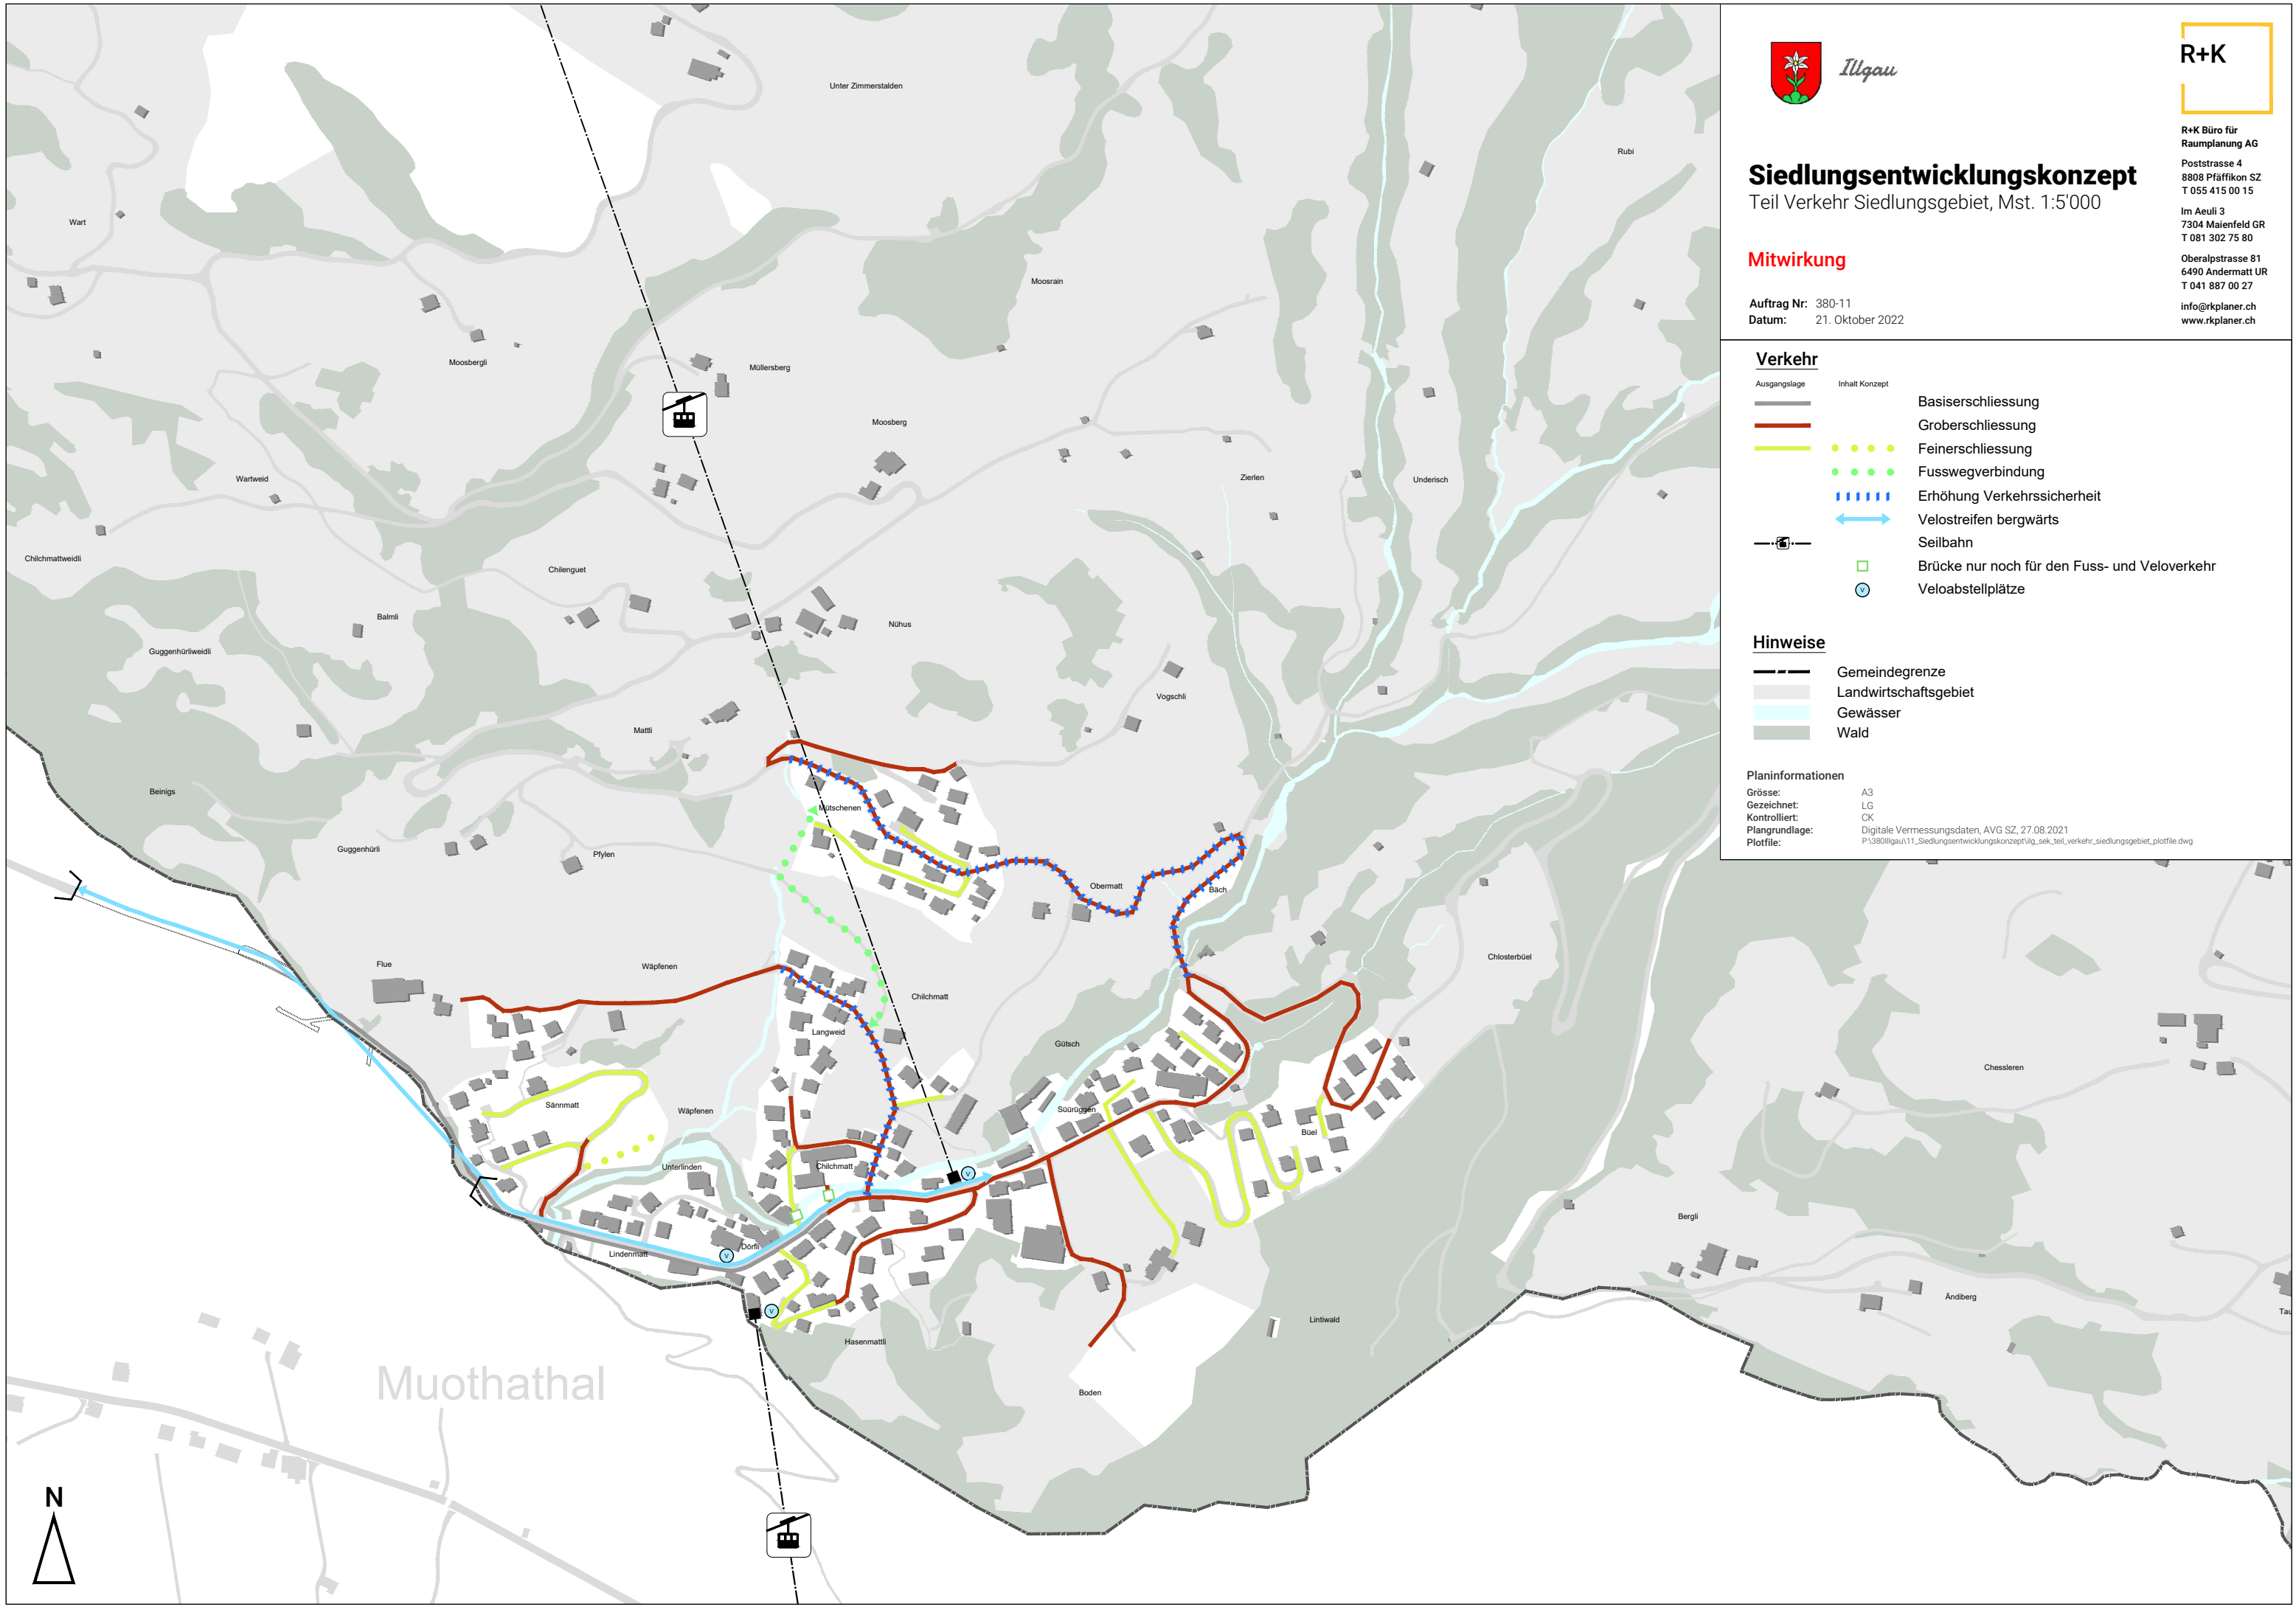 Illgau
R+K
R+K Büro für
Raumplanung AG
Poststrasse 4
8808 Pfäffikon SZ
T 055 415 00 15
Im Aeuli 3
7304 Maienfeld GR
T 081 302 75 80
Oberalpstrasse 81
6490 Andermatt UR
T 041 887 00 27
info@rkplaner.ch
www.rkplaner.ch
Siedlungsentwicklungskonzept
Teil Verkehr Siedlungsgebiet, Mst. 1:5'000
Mitwirkung
Auftrag Nr: 380-11
Datum: 21. Oktober 2022
Verkehr
Ausgangslage Inhalt Konzept
Basiserschliessung
Groberschliessung
Feinerschliessung
Fusswegverbindung
Erhöhung Verkehrssicherheit
Velostreifen bergwärts
Seilbahn
Brücke nur noch für den Fuss- und Veloverkehr
V Veloabstellplätze
Hinweise
Gemeindegrenze
Landwirtschaftsgebiet
Gewässer
Wald
Planinformationen
Grösse: A3
Gezeichnet: LG
Kontrolliert: CK
Plangrundlage: Digitale Vermessungsdaten, AVG SZ, 27.08.2021
Plotfile: P:\380Illgau\11_Siedlungsentwicklungskonzept\ilg_sek_teil_verkehr_siedlungsgebiet_plotfile.dwg
Unter Zimmerstalden
Rubi
Wart
Moosrain
Moosbergli
Müllersberg
Moosberg
Wartweid
Zierlen
Underisch
Chilchmattweidli
Chilenguet
Balmli
Nühus
Guggenhürliweidli
Vogschli
Mattli
Beinigs
Mütschenen
Guggenhürli
Pfylen
Obermatt
Bäch
Flue
Wäpfenen
Chlosterbüel
Chilchmatt
Langweid
Gütsch
Chessleren
Sännmatt
Wäpfenen
Süürüggen
Büel
Unterlinden
Chilchmatt
V
Bergli
Dörfli
Lindenmatt
V
Ändiberg
V
Tau
Lintiwald
Hasenmattli
Muothathal
Boden
N